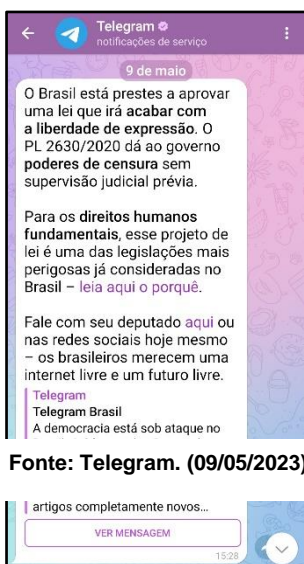 Telegram
notificações de serviço
9 de maio
O Brasil está prestes a aprovar
uma lei que irá acabar com
a liberdade de expressão. O
PL 2630/2020 dá ao governo
poderes de censura sem
supervisão judicial prévia.
Para os direitos humanos
fundamentais, esse projeto de
lei é uma das legislações mais
perigosas já consideradas no
Brasil – leia aqui o porquê.
Fale com seu deputado aqui ou
nas redes sociais hoje mesmo
– os brasileiros merecem uma
internet livre e um futuro livre.
Telegram
Telegram Brasil
A democracia está sob ataque no
Fonte: Telegram. (09/05/2023)
artigos completamente novos...
VER MENSAGEM
15:28